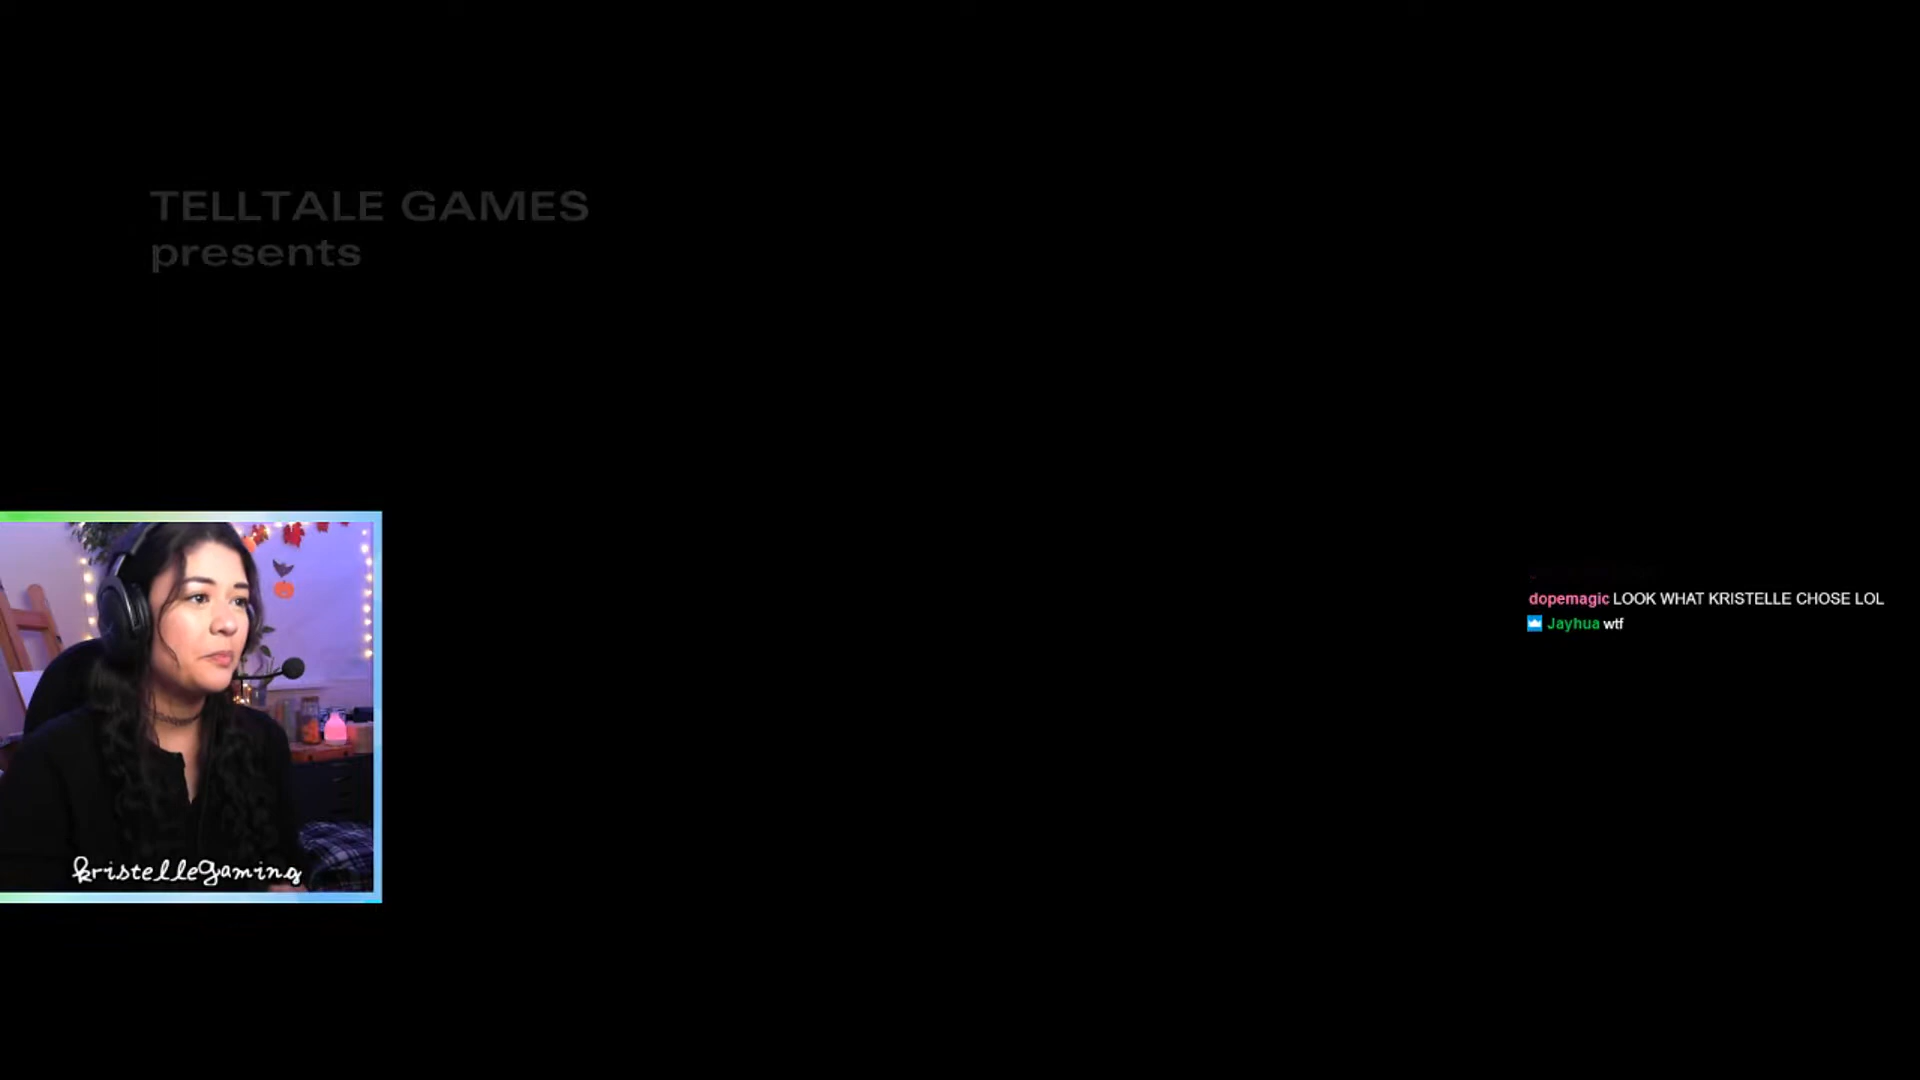 TELLTALE GAMES
presents
dopemagic LOOK WHAT KRISTELLE CHOSE LOL
Jayhua wtf
kristelleGaming